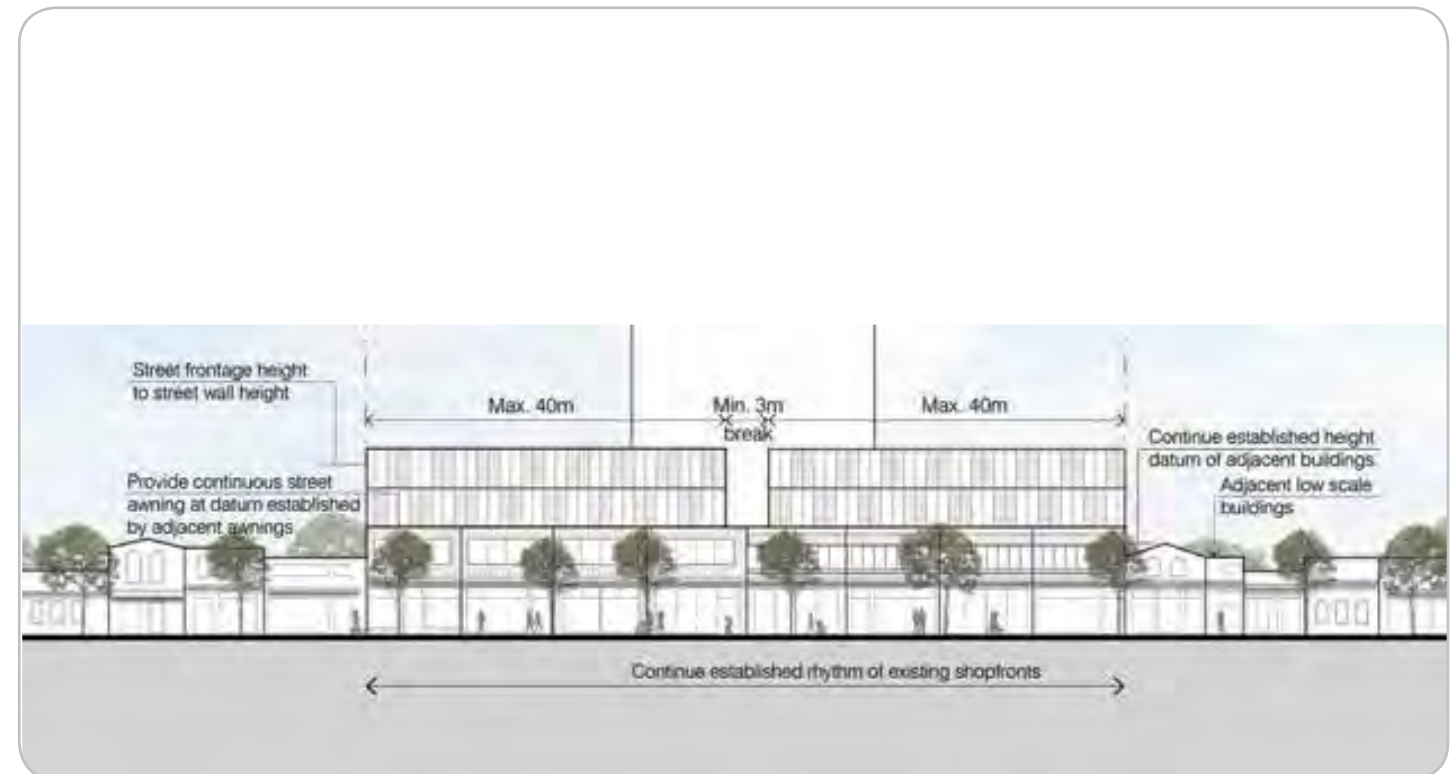 Street frontage height
to street wall height
Max. 40m
Min. 3m
break
Max. 40m
Provide continuous street
awning at datum established
by adjacent awnings
Continue established height
datum of adjacent buildings
Adjacent low scale
buildings
Continue established rhythm of existing shopfronts